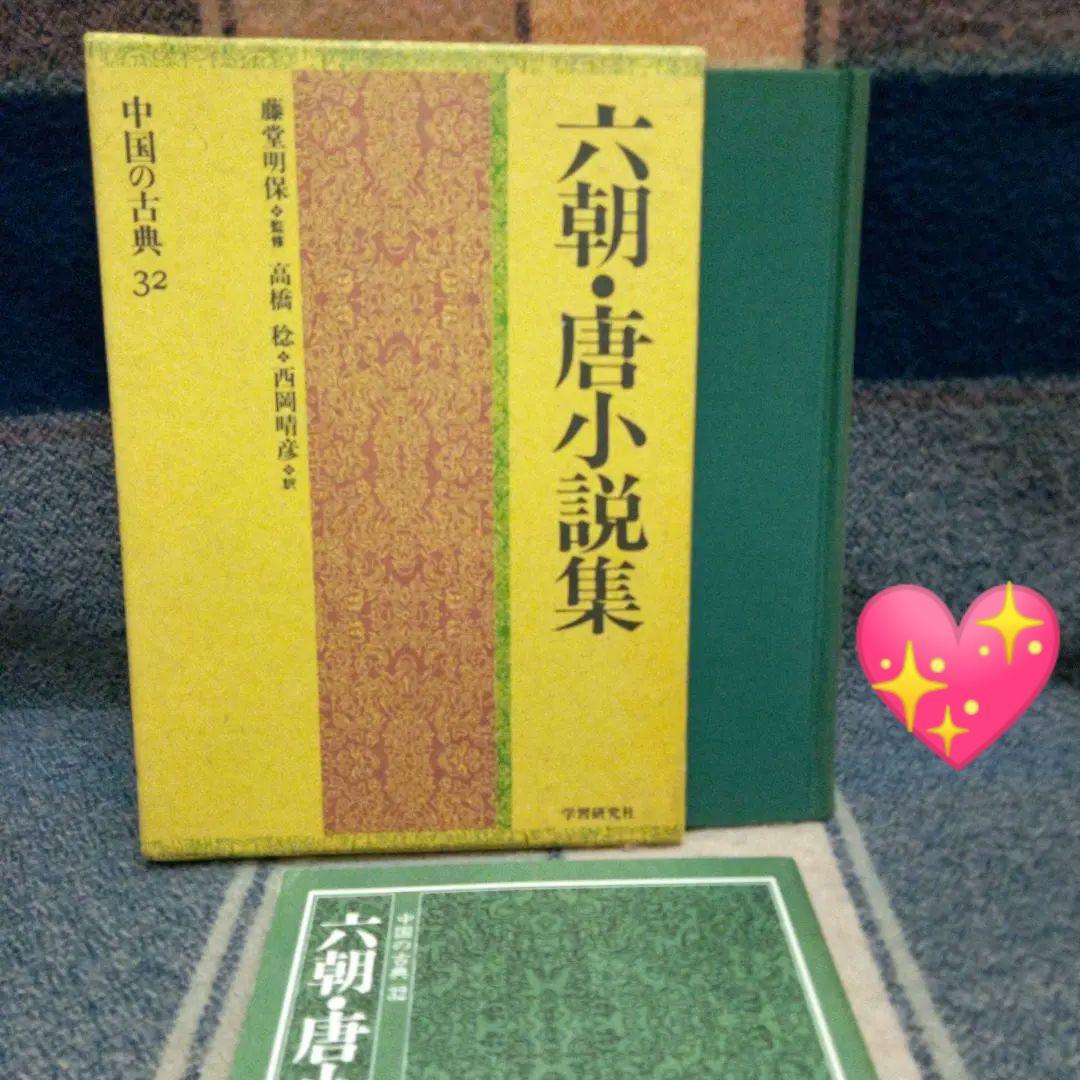 六朝・唐小説集
藤堂明保❖監修 高橋 稔❖西岡晴彦❖訳
中国の古典 32
学習研究社
中国の古典 32
六朝・唐